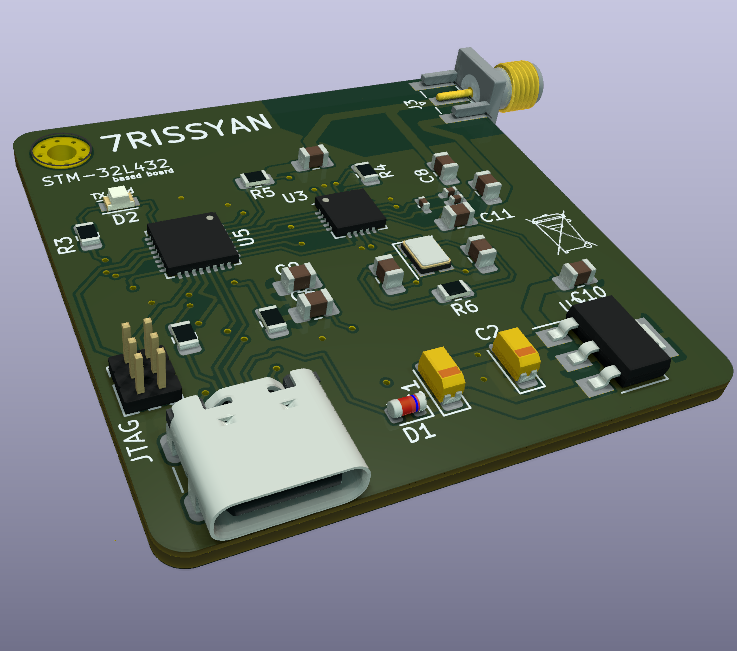 7RISSYAN
STM-32L432
based board
J3
R4
R5
U3
C8
C11
D2
R3
U5
R6
C10
C2
D1
JTAG